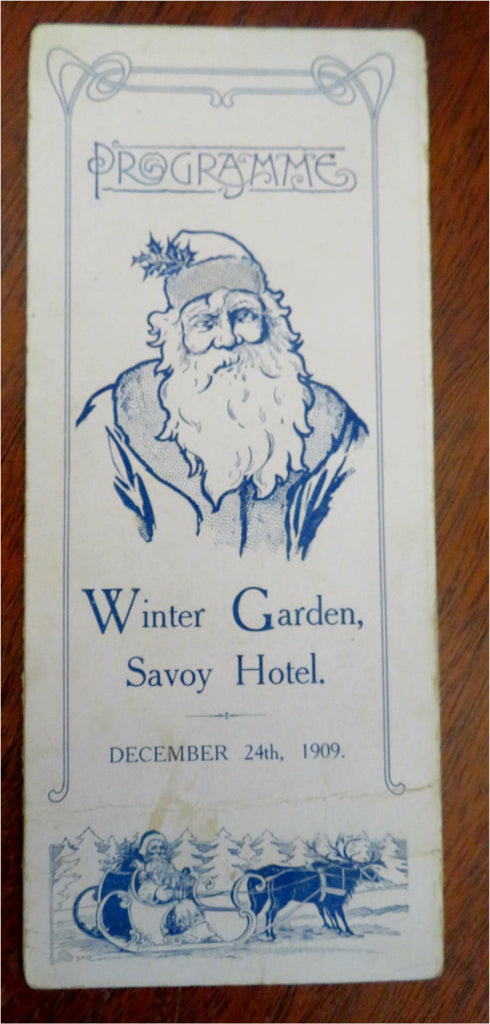 PROGRAMME
Winter Garden,
Savoy Hotel.
DECEMBER 24th, 1909.